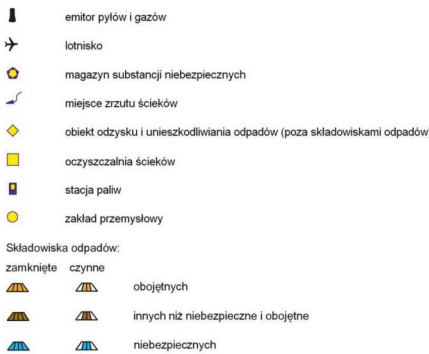 emitor pyłów i gazów
lotnisko
magazyn substancji niebezpiecznych
miejsce zrzutu ścieków
obiekt odzysku i unieszkodliwiania odpadów (poza składowiskami odpadów
oczyszczalnia ścieków
stacja paliw
zakład przemysłowy
Składowiska odpadów:
zamknięte czynne
obojętnych
innych niż niebezpieczne i obojętne
niebezpiecznych